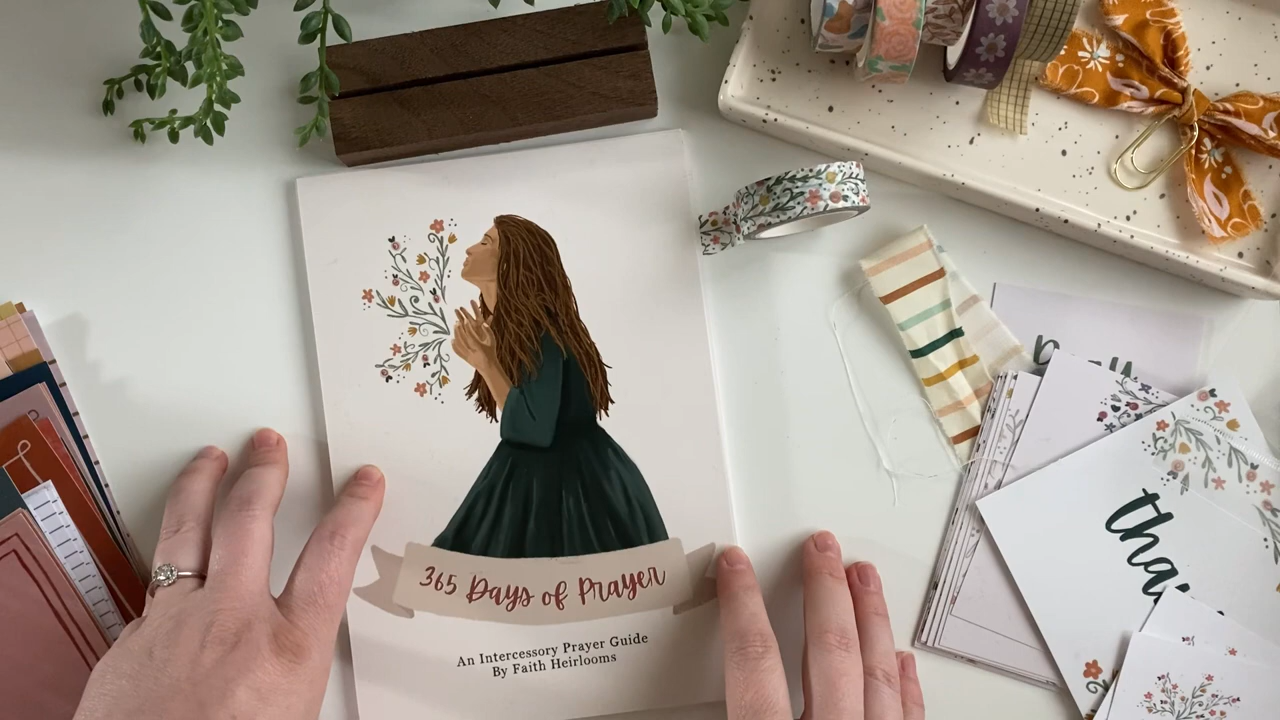 365 Days of Prayer
An Intercessory Prayer Guide
By Faith Heirlooms